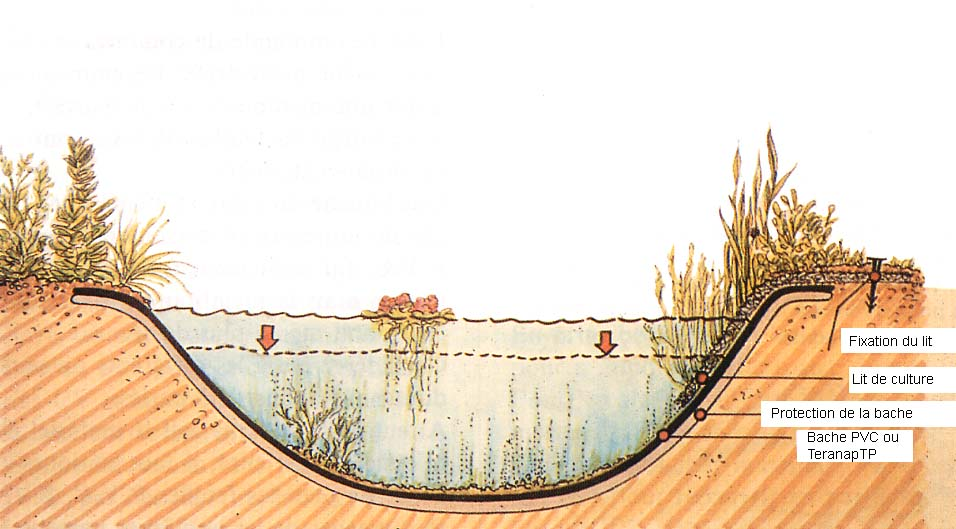 Fixation du lit
Lit de culture
Protection de la bache
Bache PVC ou
TeranapTP